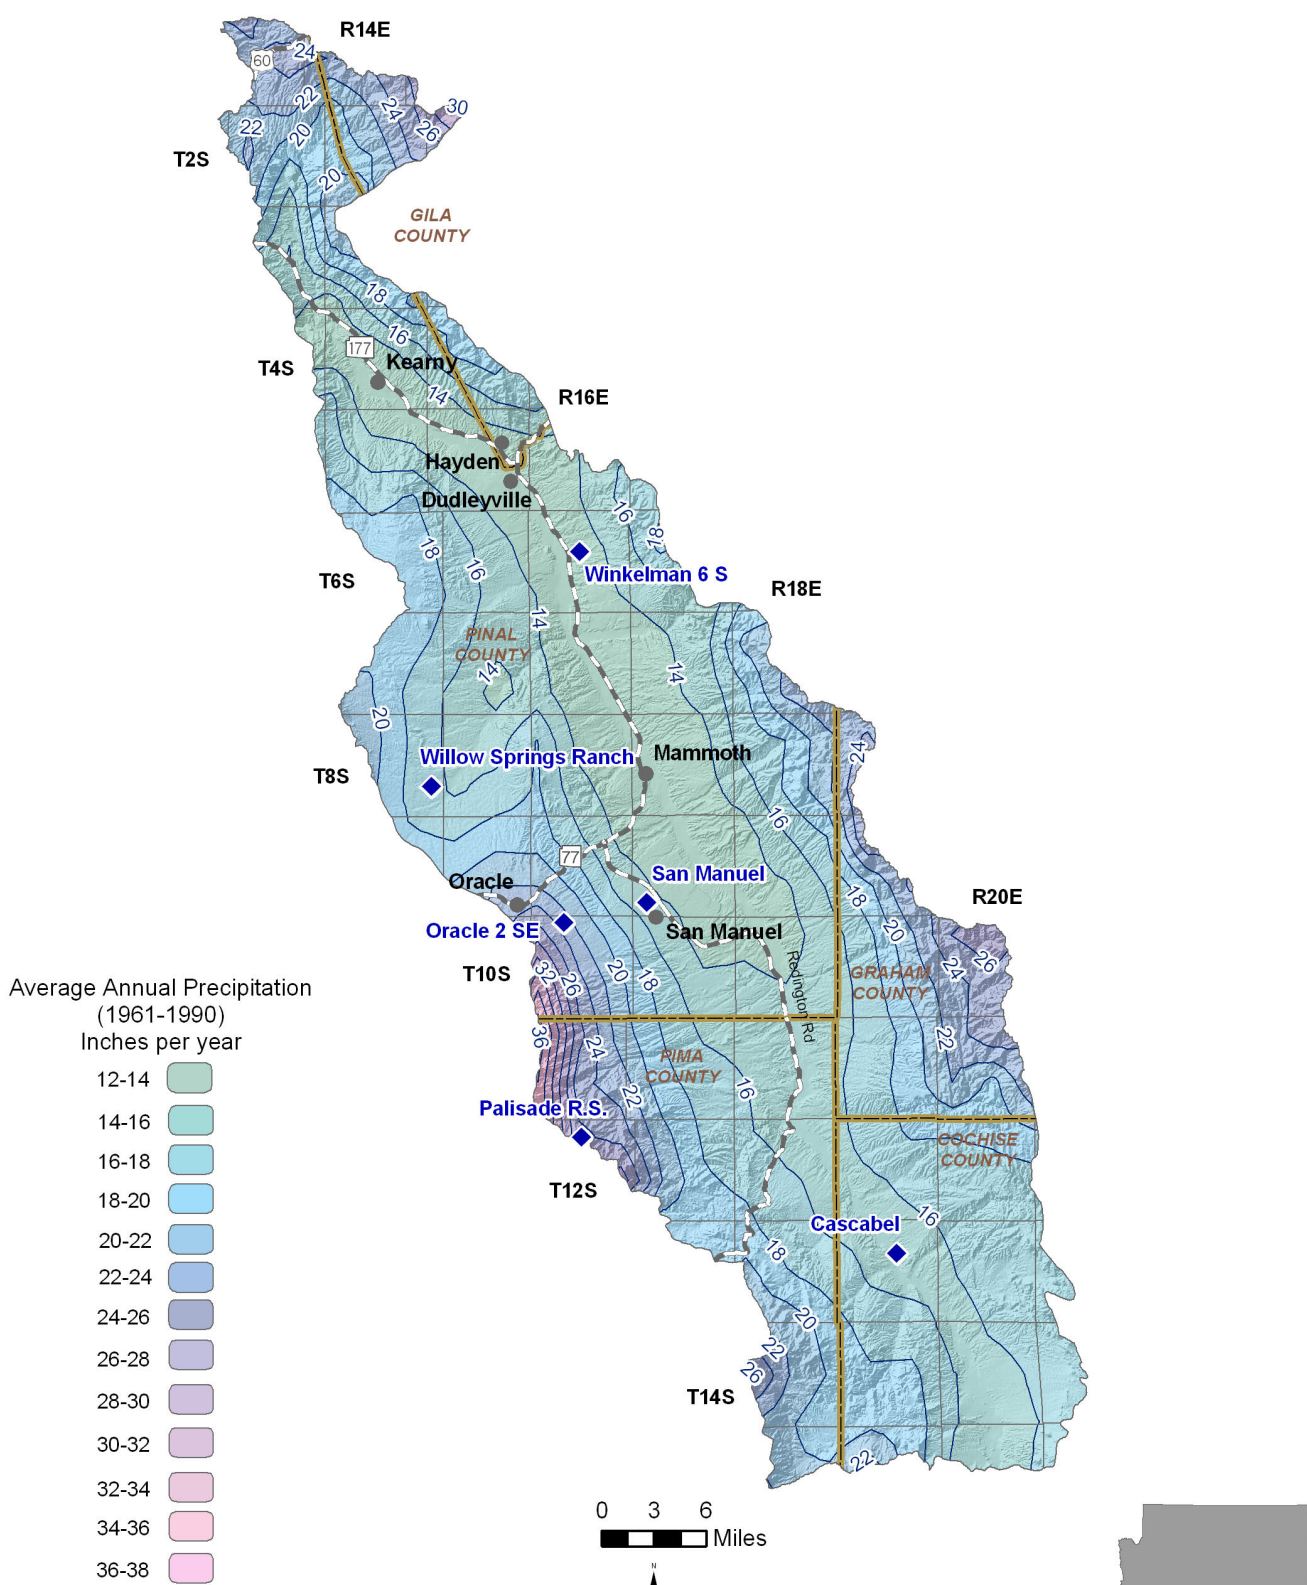 R14E
24
60
22
24
30
22
20
26
T2S
20
GILA
COUNTY
18
16
177
Kearny
T4S
14
R16E
Hayden
Dudleyville
16
18
18
16
Winkelman 6 S
T6S
R18E
14
PINAL
COUNTY
14
14
20
24
Willow Springs Ranch
Mammoth
T8S
16
77
San Manuel
Oracle
18
R20E
Oracle 2 SE
San Manuel
20
T10S
32
26
20
18
Redington Rd
GRAHAM
COUNTY
24
26
Average Annual Precipitation
(1961-1990)
Inches per year
36
24
22
PIMA
COUNTY
12-14
22
16
Palisade R.S.
14-16
COCHISE
COUNTY
16-18
T12S
18-20
Cascabel
16
20-22
18
22-24
24-26
20
26-28
22
26
28-30
T14S
30-32
22
32-34
0 3 6
34-36
Miles
36-38
N